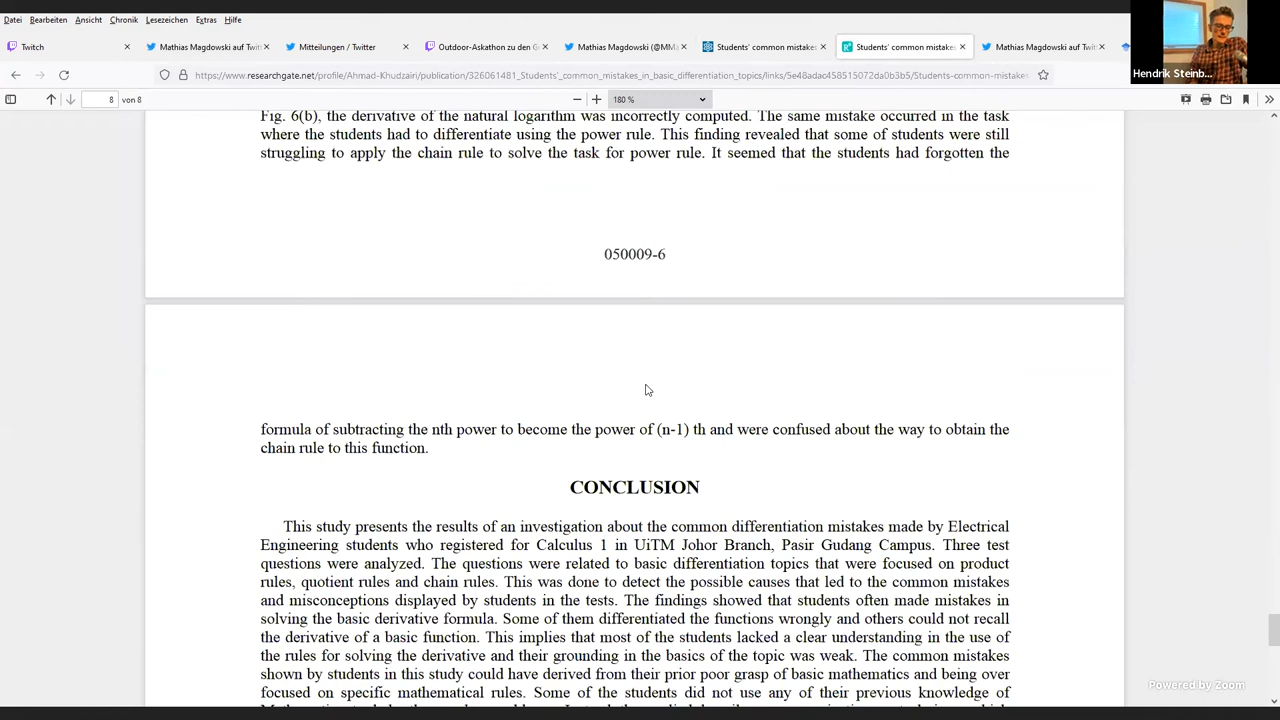 Datei Bearbeiten Ansicht Chronik Lesezeichen Extras Hilfe
Twitch
Mathias Magdowski auf Twit
Mitteilungen / Twitter
Outdoor-Askathon zu den G
Mathias Magdowski (@MMa
Students' common mistakes
Students' common mistakes
Mathias Magdowski auf Twit
Hendrik Steinb...
https://www.researchgate.net/profile/Ahmad-Khudzairi/publication/326061481_Students'_common_mistakes_in_basic_differentiation_topics/links/5e48adac458515072da0b3b5/Students-common-mistakes
8 von 8
180 %
Fig. 6(b), the derivative of the natural logarithm was incorrectly computed. The same mistake occurred in the task
where the students had to differentiate using the power rule. This finding revealed that some of students were still
struggling to apply the chain rule to solve the task for power rule. It seemed that the students had forgotten the
050009-6
formula of subtracting the nth power to become the power of (n-1) th and were confused about the way to obtain the
chain rule to this function.
CONCLUSION
This study presents the results of an investigation about the common differentiation mistakes made by Electrical
Engineering students who registered for Calculus 1 in UiTM Johor Branch, Pasir Gudang Campus. Three test
questions were analyzed. The questions were related to basic differentiation topics that were focused on product
rules, quotient rules and chain rules. This was done to detect the possible causes that led to the common mistakes
and misconceptions displayed by students in the tests. The findings showed that students often made mistakes in
solving the basic derivative formula. Some of them differentiated the functions wrongly and others could not recall
the derivative of a basic function. This implies that most of the students lacked a clear understanding in the use of
the rules for solving the derivative and their grounding in the basics of the topic was weak. The common mistakes
shown by students in this study could have derived from their prior poor grasp of basic mathematics and being over
focused on specific mathematical rules. Some of the students did not use any of their previous knowledge of
Powered by Zoom